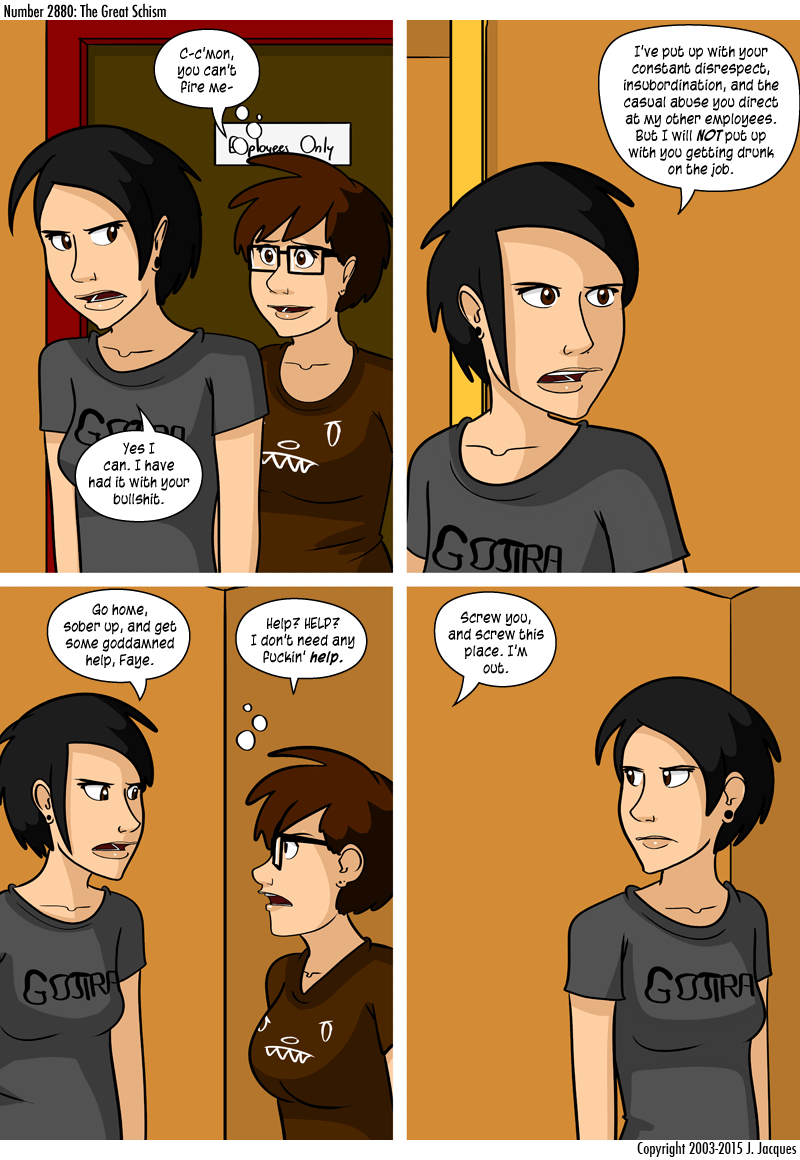 Number 2880: The Great Schism
C-c'mon,
you can't
fire me-
Employees Only
GOJIRA
Yes I
can. I have
had it with your
bullshit.
I've put up with your
constant disrespect,
insubordination, and the
casual abuse you direct
at my other employees.
But I will NOT put up
with you getting drunk
on the job.
GOJIRA
Go home,
sober up, and get
some goddamned
help, Faye.
Help? HELP?
I don't need any
fuckin' help.
GOJIRA
Screw you,
and screw this
place. I'm
out.
GOJIRA
Copyright 2003-2015 J. Jacques